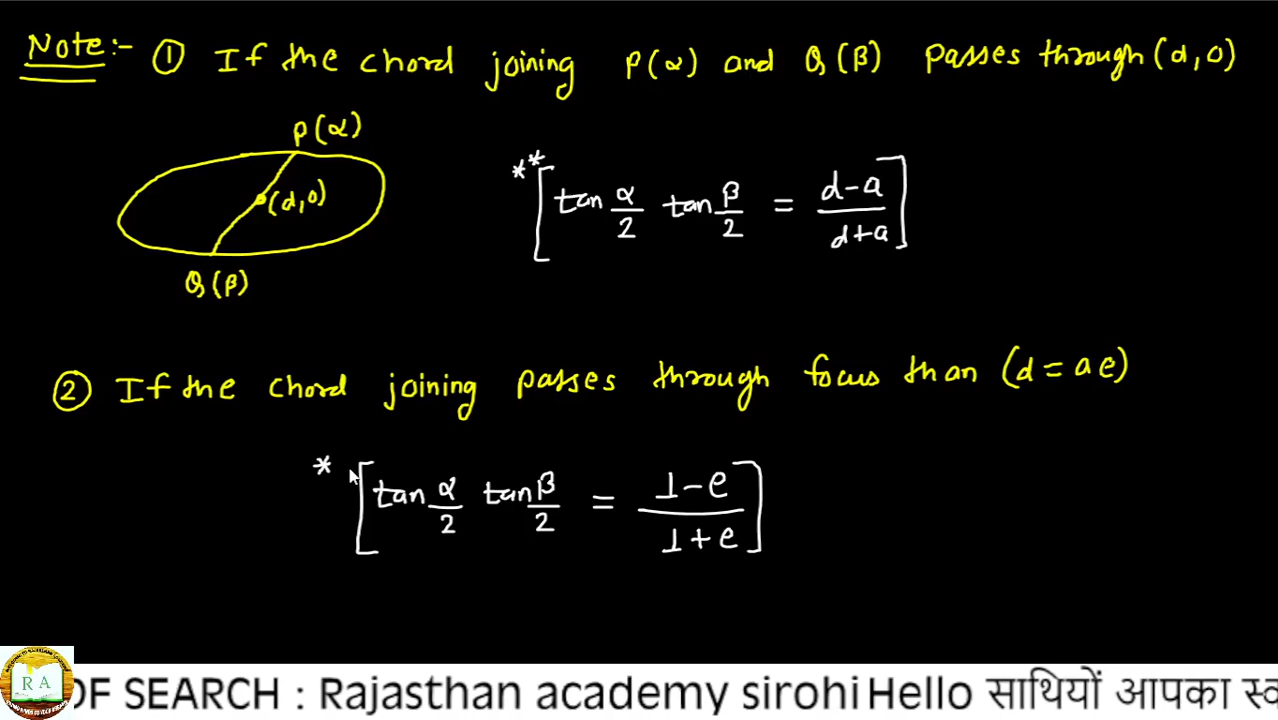 Note:- ① If the chord joining P(α) and Q(β) passes through (d,0)
P(α)
(d,0)
Q(β)
** [tan α/2 tan β/2 = d-a/d+a]
② If the chord joining passes through focus than (d = ae)
* [tan α/2 tan β/2 = 1-e/1+e]
R A
OF SEARCH : Rajasthan academy sirohi Hello साथियों आपका स्व